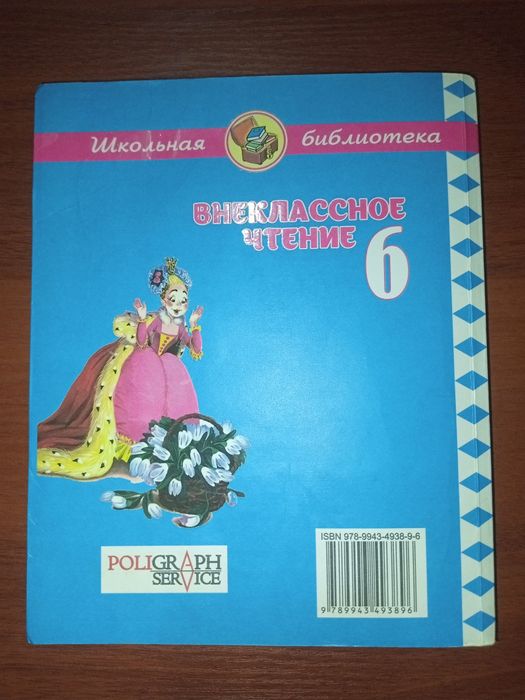 Школьная библиотека
ВНЕКЛАССНОЕ
ЧТЕНИЕ 6
POLIGRAPH
SERVICE
ISBN 978-9943-4938-9-6
9 789943 493896